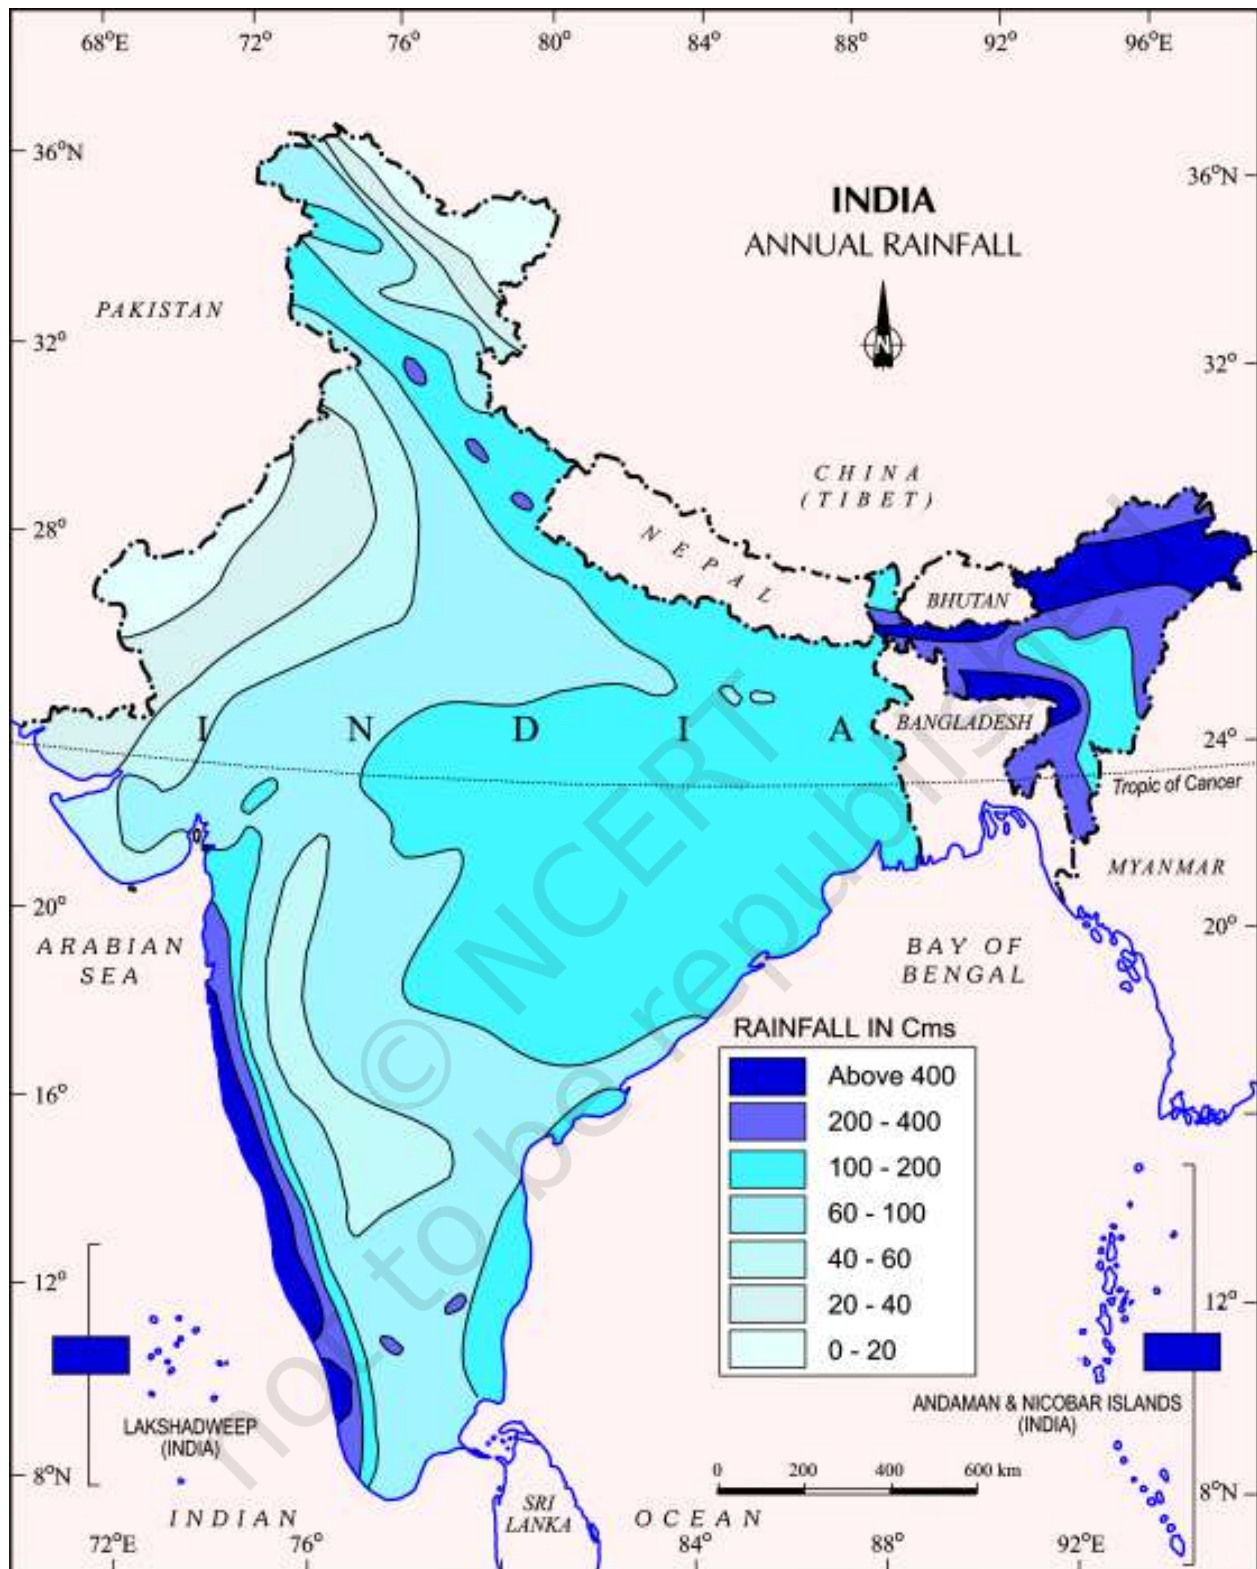 68°E 72° 76° 80° 84° 88° 92° 96°E
36°N
36°N
INDIA
ANNUAL RAINFALL
N
PAKISTAN
32°
32°
CHINA
(TIBET)
28°
28°
NEPAL
BHUTAN
INDIA
BANGLADESH
24°
Tropic of Cancer
MYANMAR
20°
20°
ARABIAN
SEA
BAY OF
BENGAL
© NCERT
not to be republished
RAINFALL IN Cms
Above 400
200 - 400
100 - 200
60 - 100
40 - 60
20 - 40
0 - 20
16°
12°
12°
LAKSHADWEEP
(INDIA)
ANDAMAN & NICOBAR ISLANDS
(INDIA)
8°N
8°N
0 200 400 600 km
SRI
LANKA
INDIAN OCEAN
72°E 76° 84° 88° 92°E